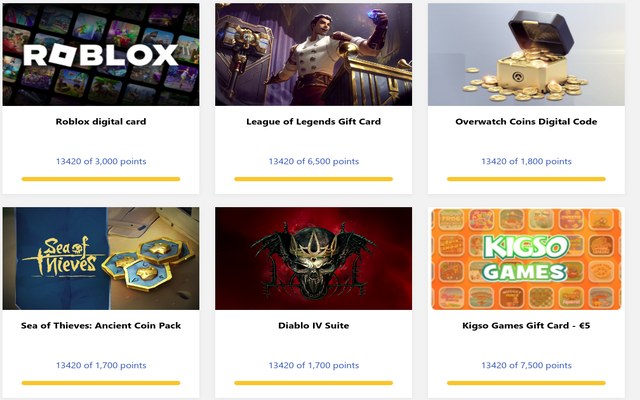 ROBLOX
Roblox digital card
13420 of 3,000 points
League of Legends Gift Card
13420 of 6,500 points
Overwatch Coins Digital Code
13420 of 1,800 points
Sea of
Thieves
Sea of Thieves: Ancient Coin Pack
13420 of 1,700 points
Diablo IV Suite
13420 of 1,700 points
KIGSO
GAMES
Kigso Games Gift Card - €5
13420 of 7,500 points